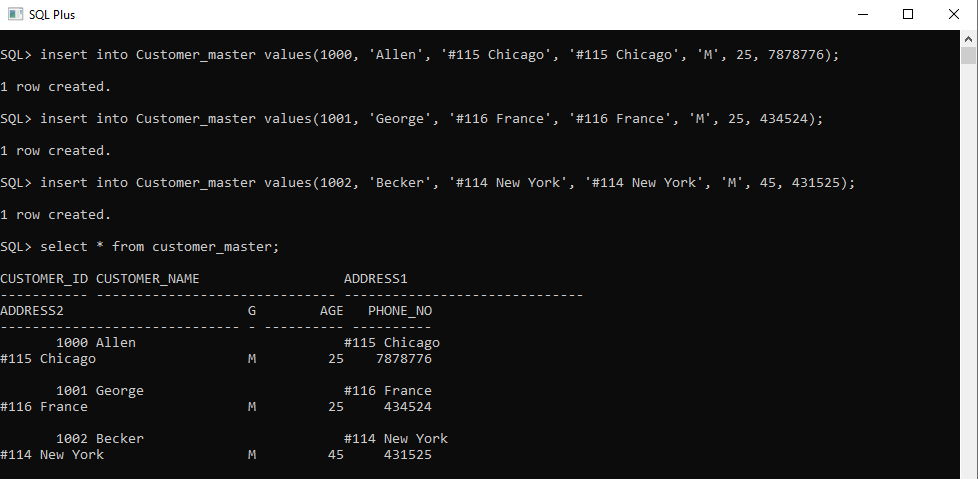 SQL Plus
SQL> insert into Customer_master values(1000, 'Allen', '#115 Chicago', '#115 Chicago', 'M', 25, 7878776);
1 row created.
SQL> insert into Customer_master values(1001, 'George', '#116 France', '#116 France', 'M', 25, 434524);
1 row created.
SQL> insert into Customer_master values(1002, 'Becker', '#114 New York', '#114 New York', 'M', 45, 431525);
1 row created.
SQL> select * from customer_master;
CUSTOMER_ID CUSTOMER_NAME                  ADDRESS1
----------- ------------------------------ ------------------------------
ADDRESS2                       G        AGE   PHONE_NO
------------------------------ - ---------- ----------
       1000 Allen                          #115 Chicago
#115 Chicago                   M         25    7878776
       1001 George                         #116 France
#116 France                    M         25     434524
       1002 Becker                         #114 New York
#114 New York                  M         45     431525